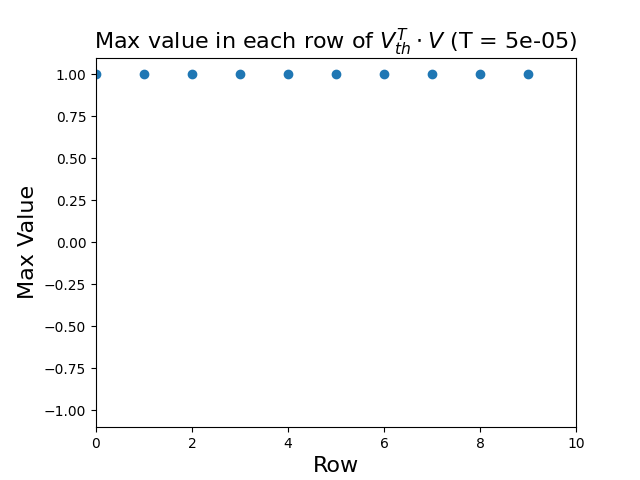 Max value in each row of $V_{th}^T \cdot V$ (T = 5e-05)
1.00
0.75
0.50
0.25
0.00
−0.25
−0.50
−0.75
−1.00
Max Value
0 2 4 6 8 10
Row